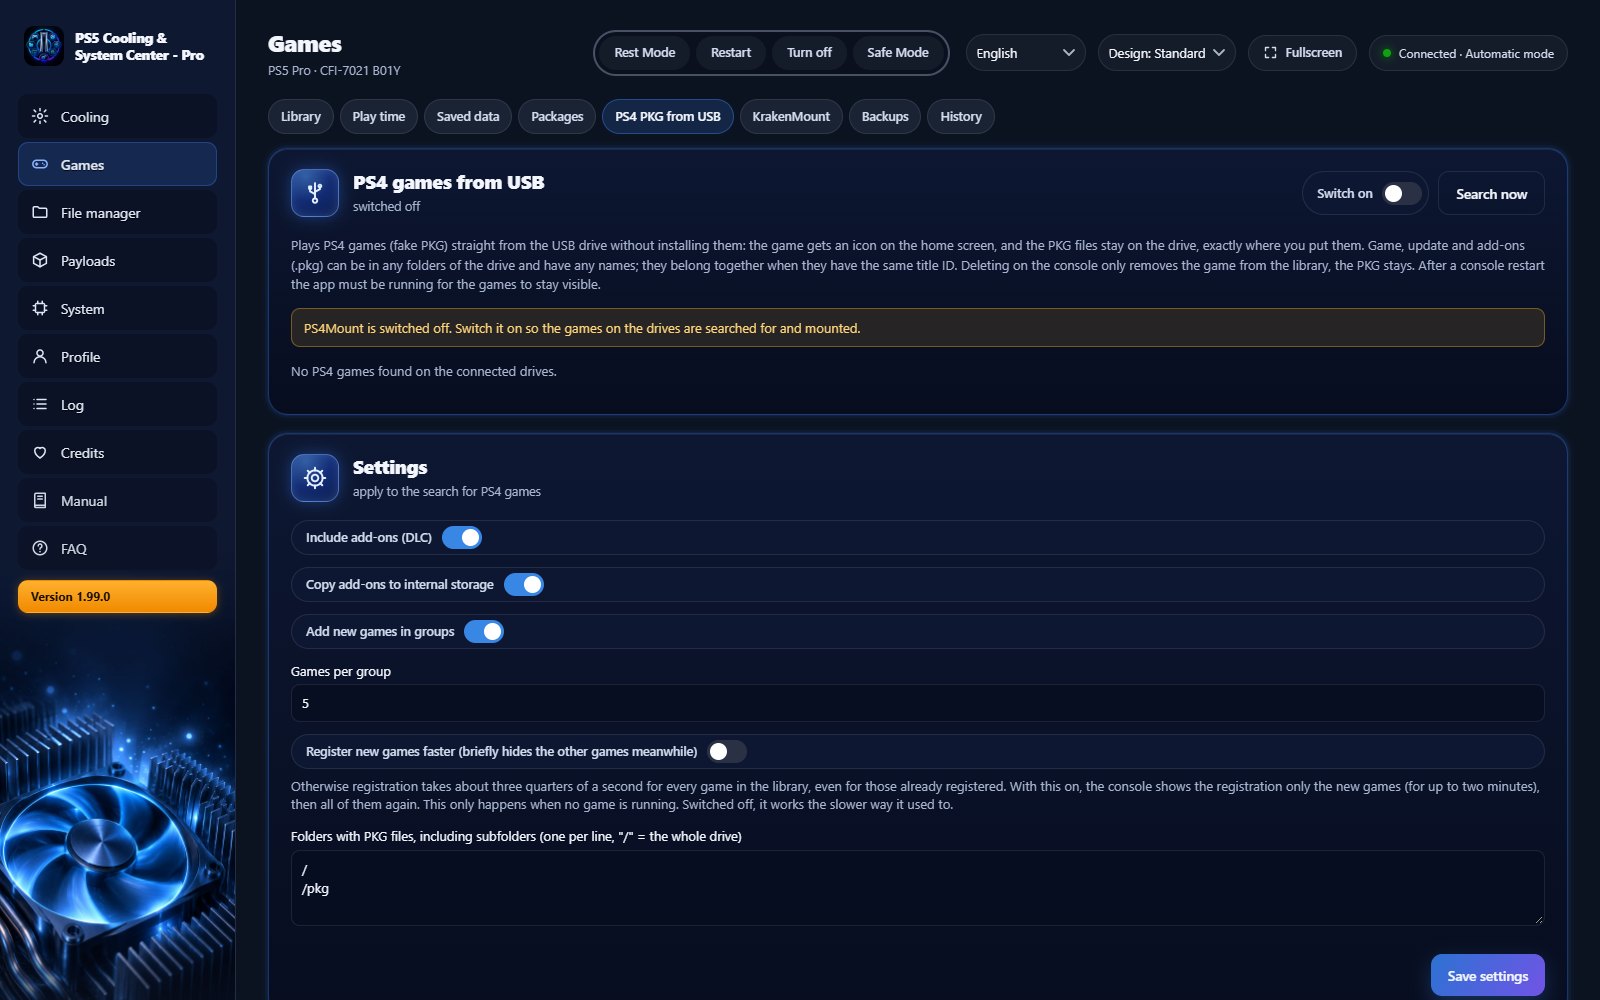 PS5 Cooling &
System Center - Pro
Cooling
Games
File manager
Payloads
System
Profile
Log
Credits
Manual
FAQ
Version 1.99.0
Games
PS5 Pro · CFI-7021 B01Y
Rest Mode
Restart
Turn off
Safe Mode
English
Design: Standard
Fullscreen
Connected · Automatic mode
Library
Play time
Saved data
Packages
PS4 PKG from USB
KrakenMount
Backups
History
PS4 games from USB
switched off
Switch on
Search now
Plays PS4 games (fake PKG) straight from the USB drive without installing them: the game gets an icon on the home screen, and the PKG files stay on the drive, exactly where you put them. Game, update and add-ons
(.pkg) can be in any folders of the drive and have any names; they belong together when they have the same title ID. Deleting on the console only removes the game from the library, the PKG stays. After a console restart
the app must be running for the games to stay visible.
PS4Mount is switched off. Switch it on so the games on the drives are searched for and mounted.
No PS4 games found on the connected drives.
Settings
apply to the search for PS4 games
Include add-ons (DLC)
Copy add-ons to internal storage
Add new games in groups
Games per group
5
Register new games faster (briefly hides the other games meanwhile)
Otherwise registration takes about three quarters of a second for every game in the library, even for those already registered. With this on, the console shows the registration only the new games (for up to two minutes),
then all of them again. This only happens when no game is running. Switched off, it works the slower way it used to.
Folders with PKG files, including subfolders (one per line, "/" = the whole drive)
/
/pkg
Save settings